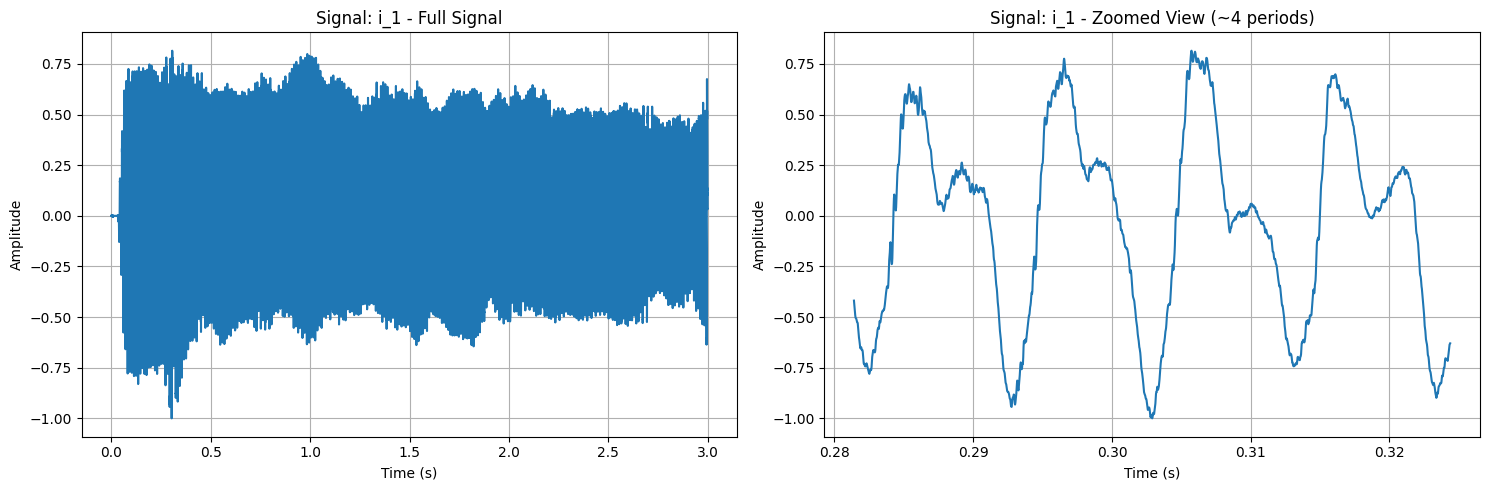 Signal: i_1 - Full Signal
Amplitude
0.75
0.50
0.25
0.00
−0.25
−0.50
−0.75
−1.00
0.0 0.5 1.0 1.5 2.0 2.5 3.0
Time (s)
Signal: i_1 - Zoomed View (~4 periods)
Amplitude
0.75
0.50
0.25
0.00
−0.25
−0.50
−0.75
−1.00
0.28 0.29 0.30 0.31 0.32
Time (s)